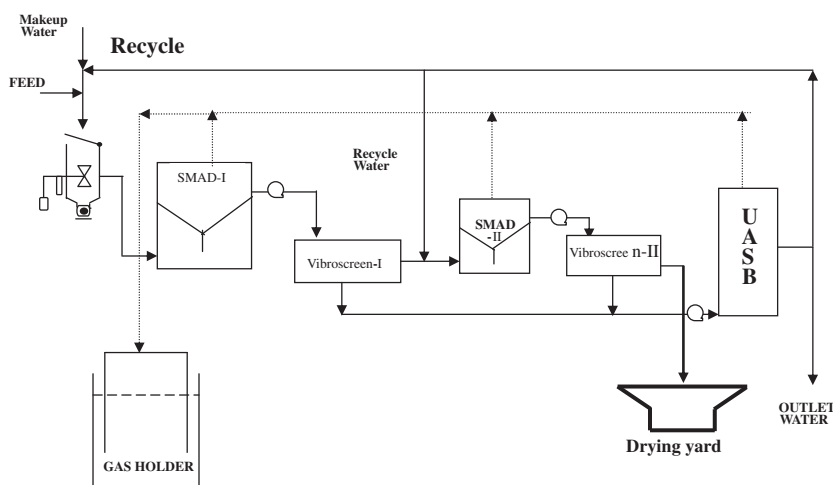 Makeup
Water
Recycle
FEED
SMAD-I
Recycle
Water
SMAD
-II
Vibroscreen-I
Vibroscree n-II
U
A
S
B
GAS HOLDER
Drying yard
OUTLET
WATER